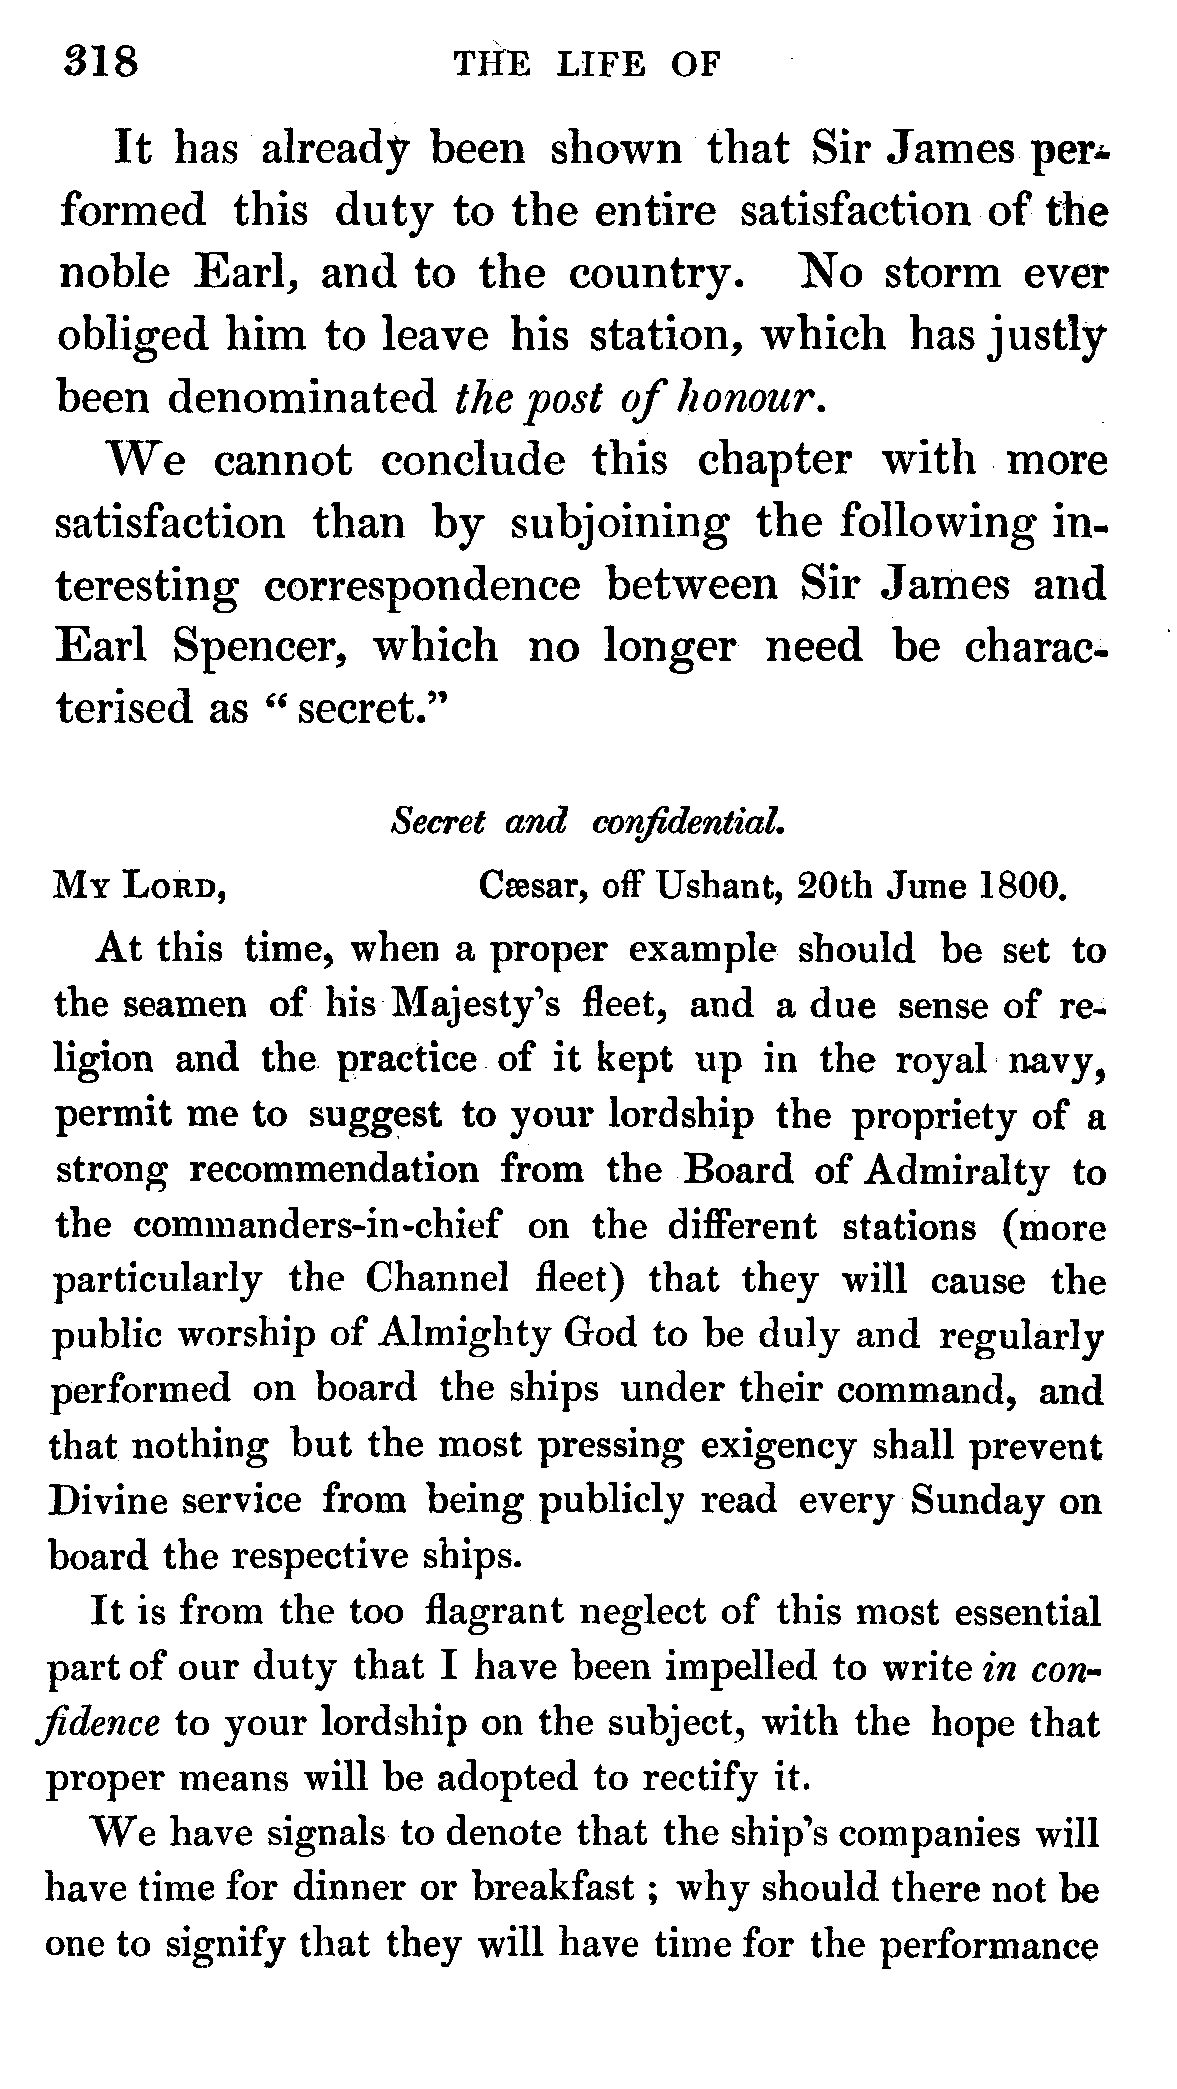 318 THE LIFE OF
It has already been shown that Sir James per-
formed this duty to the entire satisfaction of the
noble Earl, and to the country. No storm ever
obliged him to leave his station, which has justly
been denominated the post of honour.
We cannot conclude this chapter with more
satisfaction than by subjoining the following in-
teresting correspondence between Sir James and
Earl Spencer, which no longer need be charac-
terised as “ secret.”
Secret and confidential.
MY LORD, Cæsar, off Ushant, 20th June 1800.
At this time, when a proper example should be set to
the seamen of his Majesty’s fleet, and a due sense of re-
ligion and the practice of it kept up in the royal navy,
permit me to suggest to your lordship the propriety of a
strong recommendation from the Board of Admiralty to
the commanders-in-chief on the different stations (more
particularly the Channel fleet) that they will cause the
public worship of Almighty God to be duly and regularly
performed on board the ships under their command, and
that nothing but the most pressing exigency shall prevent
Divine service from being publicly read every Sunday on
board the respective ships.
It is from the too flagrant neglect of this most essential
part of our duty that I have been impelled to write in con-
fidence to your lordship on the subject, with the hope that
proper means will be adopted to rectify it.
We have signals to denote that the ship’s companies will
have time for dinner or breakfast ; why should there not be
one to signify that they will have time for the performance